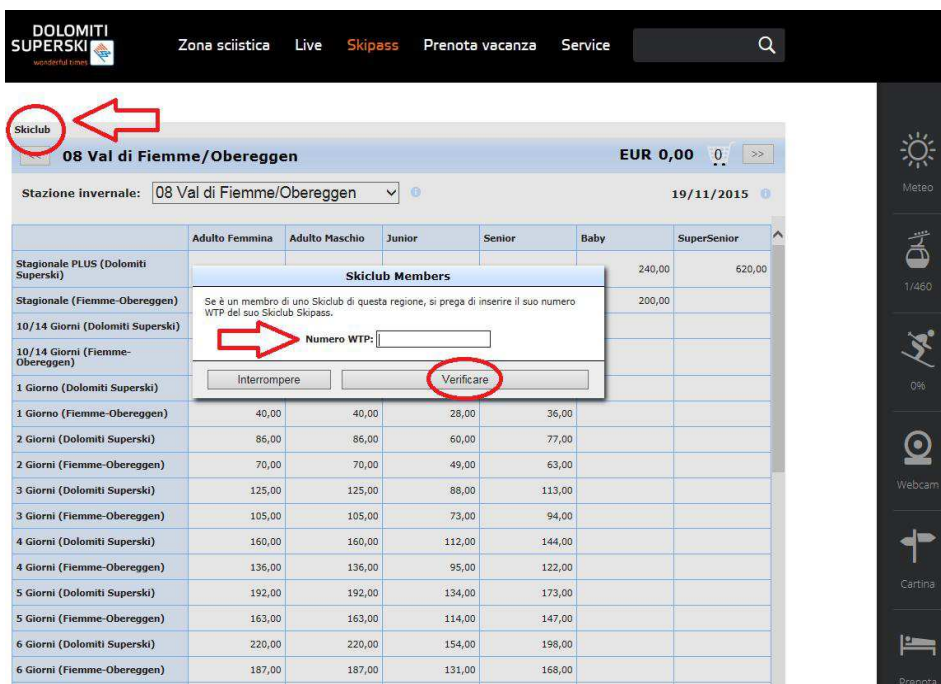 DOLOMITI
SUPERSKI
wonderful times
Zona sciistica Live Skipass Prenota vacanza Service
Skiclub
<< 08 Val di Fiemme/Obereggen EUR 0,00 0 >>
Stazione invernale: 08 Val di Fiemme/Obereggen 19/11/2015
Adulto Femmina Adulto Maschio Junior Senior Baby SuperSenior
Stagionale PLUS (Dolomiti
Superski) 240,00 620,00
Stagionale (Fiemme-Obereggen) 200,00
10/14 Giorni (Dolomiti Superski)
10/14 Giorni (Fiemme-
Obereggen)
1 Giorno (Dolomiti Superski)
Skiclub Members
Se è un membro di uno Skiclub di questa regione, si prega di inserire il suo numero
WTP del suo Skiclub Skipass.
Numero WTP:
Interrompere Verificare
1 Giorno (Fiemme-Obereggen) 40,00 40,00 28,00 36,00
2 Giorni (Dolomiti Superski) 86,00 86,00 60,00 77,00
2 Giorni (Fiemme-Obereggen) 70,00 70,00 49,00 63,00
3 Giorni (Dolomiti Superski) 125,00 125,00 88,00 113,00
3 Giorni (Fiemme-Obereggen) 105,00 105,00 73,00 94,00
4 Giorni (Dolomiti Superski) 160,00 160,00 112,00 144,00
4 Giorni (Fiemme-Obereggen) 136,00 136,00 95,00 122,00
5 Giorni (Dolomiti Superski) 192,00 192,00 134,00 173,00
5 Giorni (Fiemme-Obereggen) 163,00 163,00 114,00 147,00
6 Giorni (Dolomiti Superski) 220,00 220,00 154,00 198,00
6 Giorni (Fiemme-Obereggen) 187,00 187,00 131,00 168,00
Meteo
1/460
0%
Webcam
Cartina
Prenota